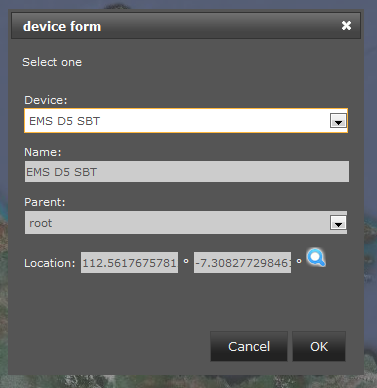 device form
Select one
Device:
EMS D5 SBT
Name:
EMS D5 SBT
Parent:
root
Location: 112.5617675781 ° -7.308277298461 °
Cancel OK